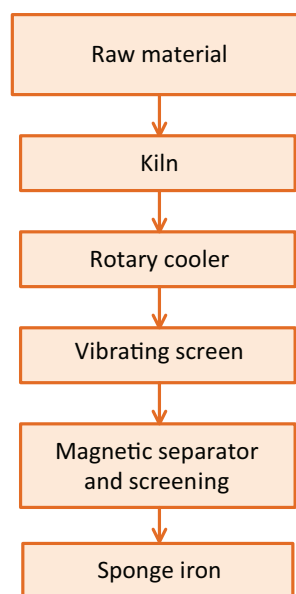 Raw material
Kiln
Rotary cooler
Vibrating screen
Magnetic separator
and screening
Sponge iron